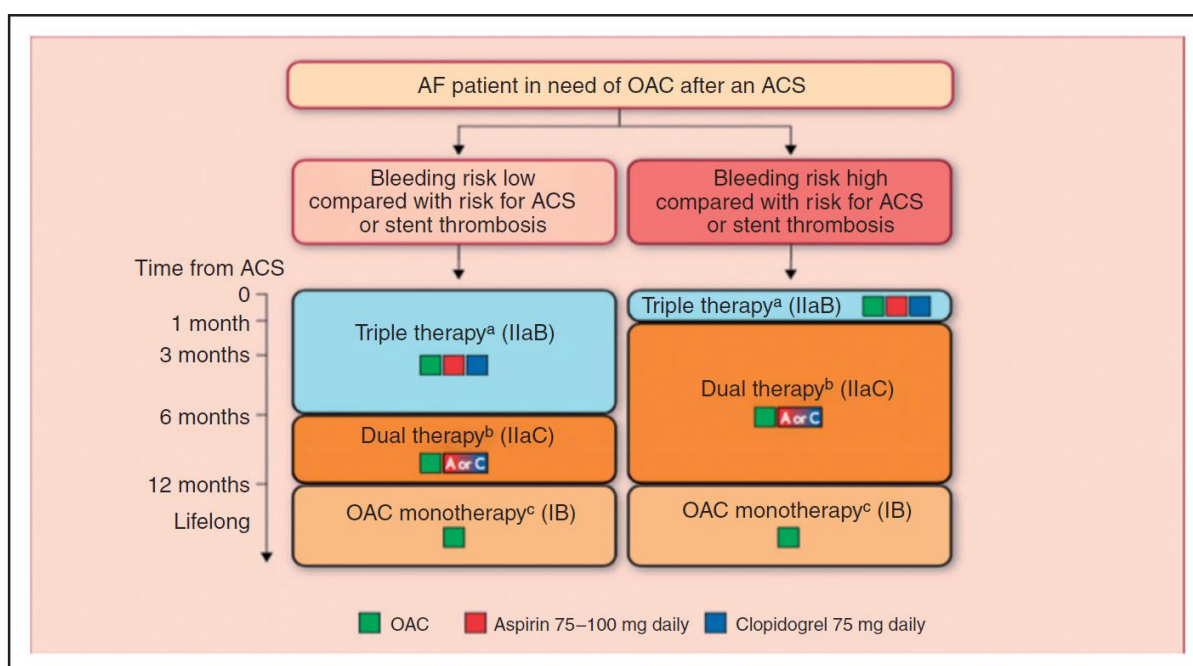 AF patient in need of OAC after an ACS
Bleeding risk low
compared with risk for ACS
or stent thrombosis
Bleeding risk high
compared with risk for ACS
or stent thrombosis
Time from ACS
0
1 month
3 months
6 months
12 months
Lifelong
Triple therapyᵃ (IIaB)
Dual therapyᵇ (IIaC)
A or C
OAC monotherapyᶜ (IB)
Triple therapyᵃ (IIaB)
Dual therapyᵇ (IIaC)
A or C
OAC monotherapyᶜ (IB)
OAC
Aspirin 75–100 mg daily
Clopidogrel 75 mg daily